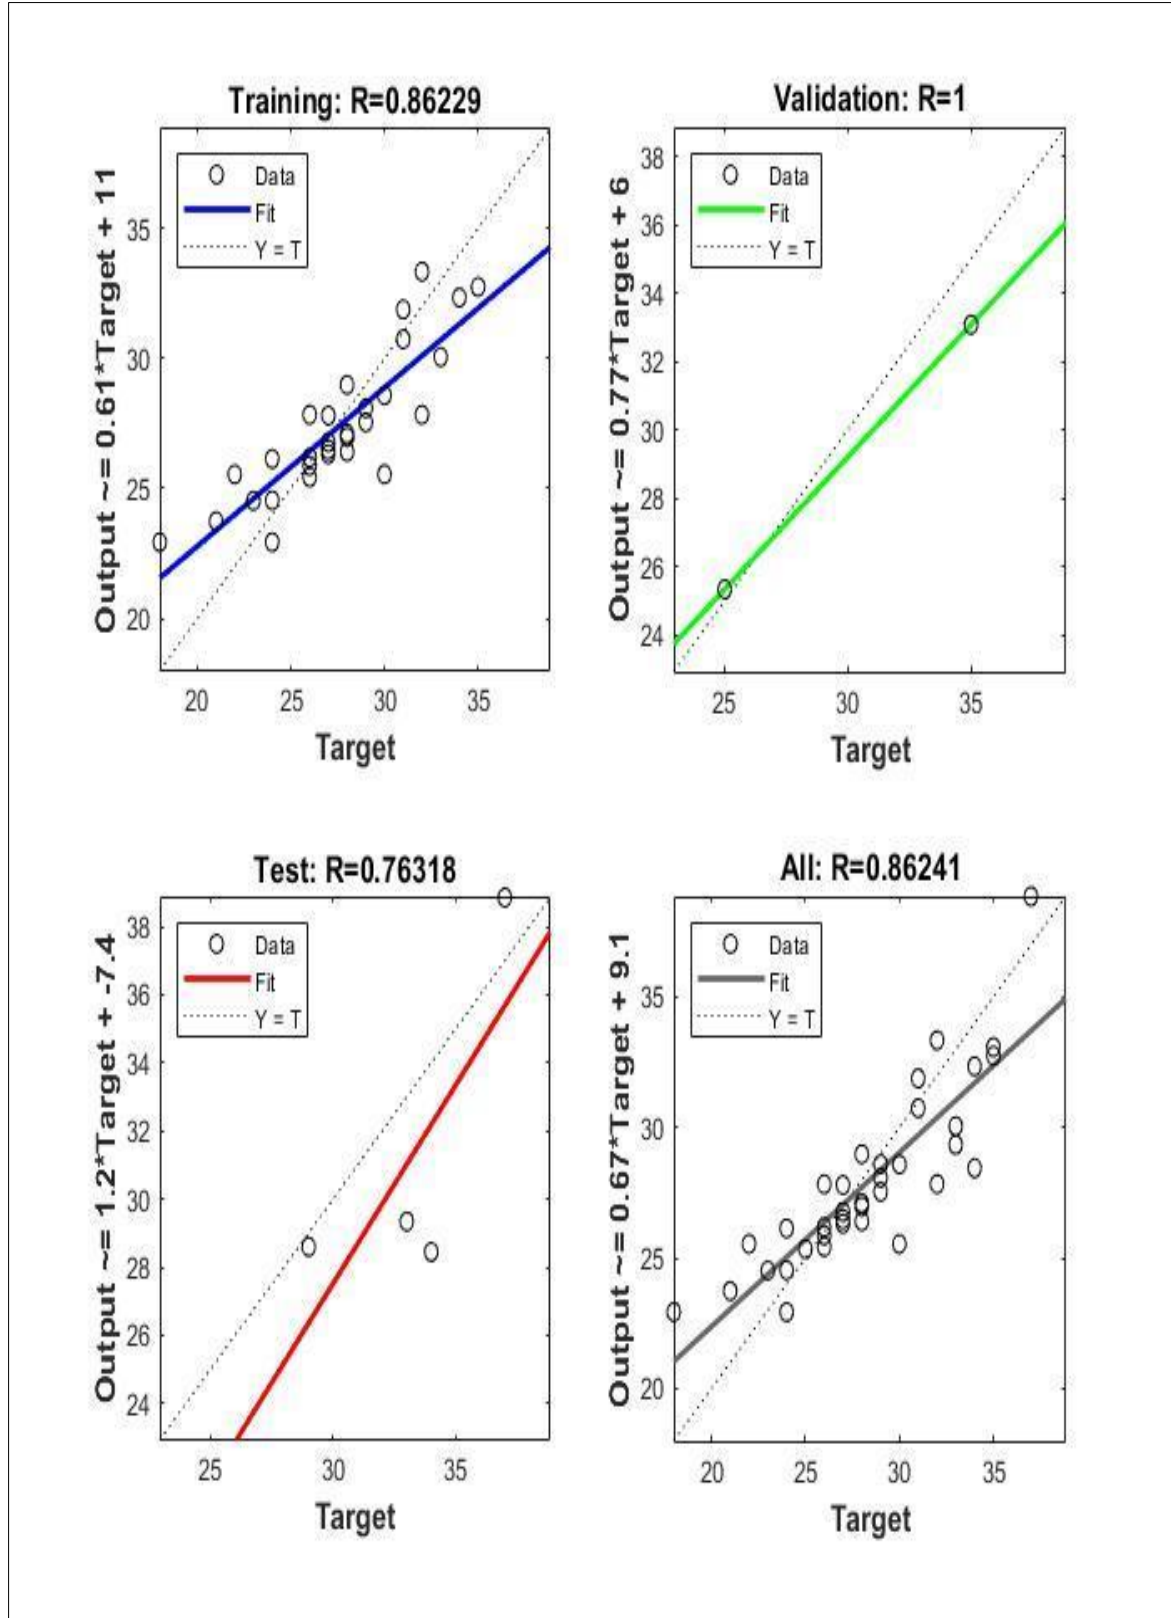 Training: R=0.86229
Output ~= 0.61*Target + 11
Data
Fit
Y = T
35
30
25
20
20 25 30 35
Target
Validation: R=1
Output ~= 0.77*Target + 6
Data
Fit
Y = T
38
36
34
32
30
28
26
24
25 30 35
Target
Test: R=0.76318
Output ~= 1.2*Target + -7.4
Data
Fit
Y = T
38
36
34
32
30
28
26
24
25 30 35
Target
All: R=0.86241
Output ~= 0.67*Target + 9.1
Data
Fit
Y = T
35
30
25
20
20 25 30 35
Target